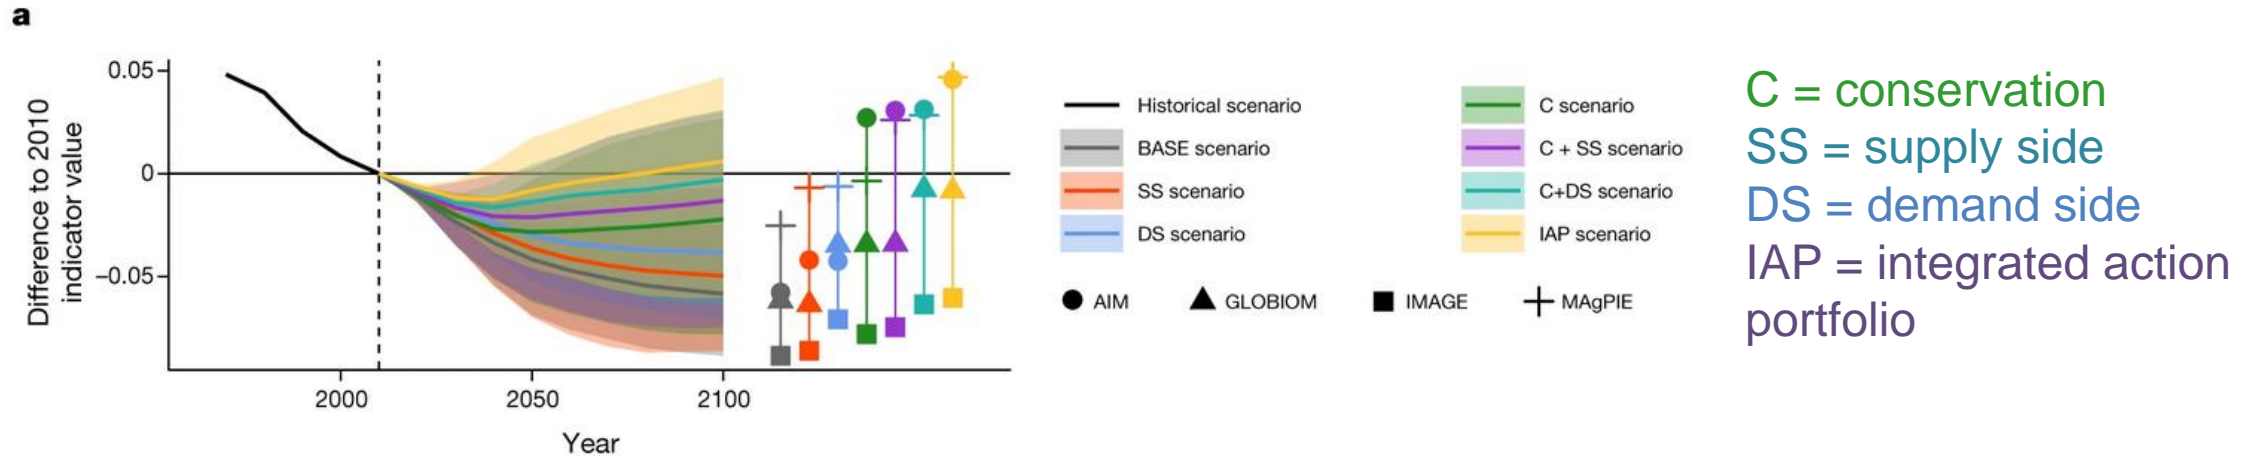 a
Difference to 2010
indicator value
0.05
0
−0.05
2000
2050
2100
Year
Historical scenario
BASE scenario
SS scenario
DS scenario
C scenario
C + SS scenario
C+DS scenario
IAP scenario
AIM
GLOBIOM
IMAGE
MAgPIE
C = conservation
SS = supply side
DS = demand side
IAP = integrated action
portfolio